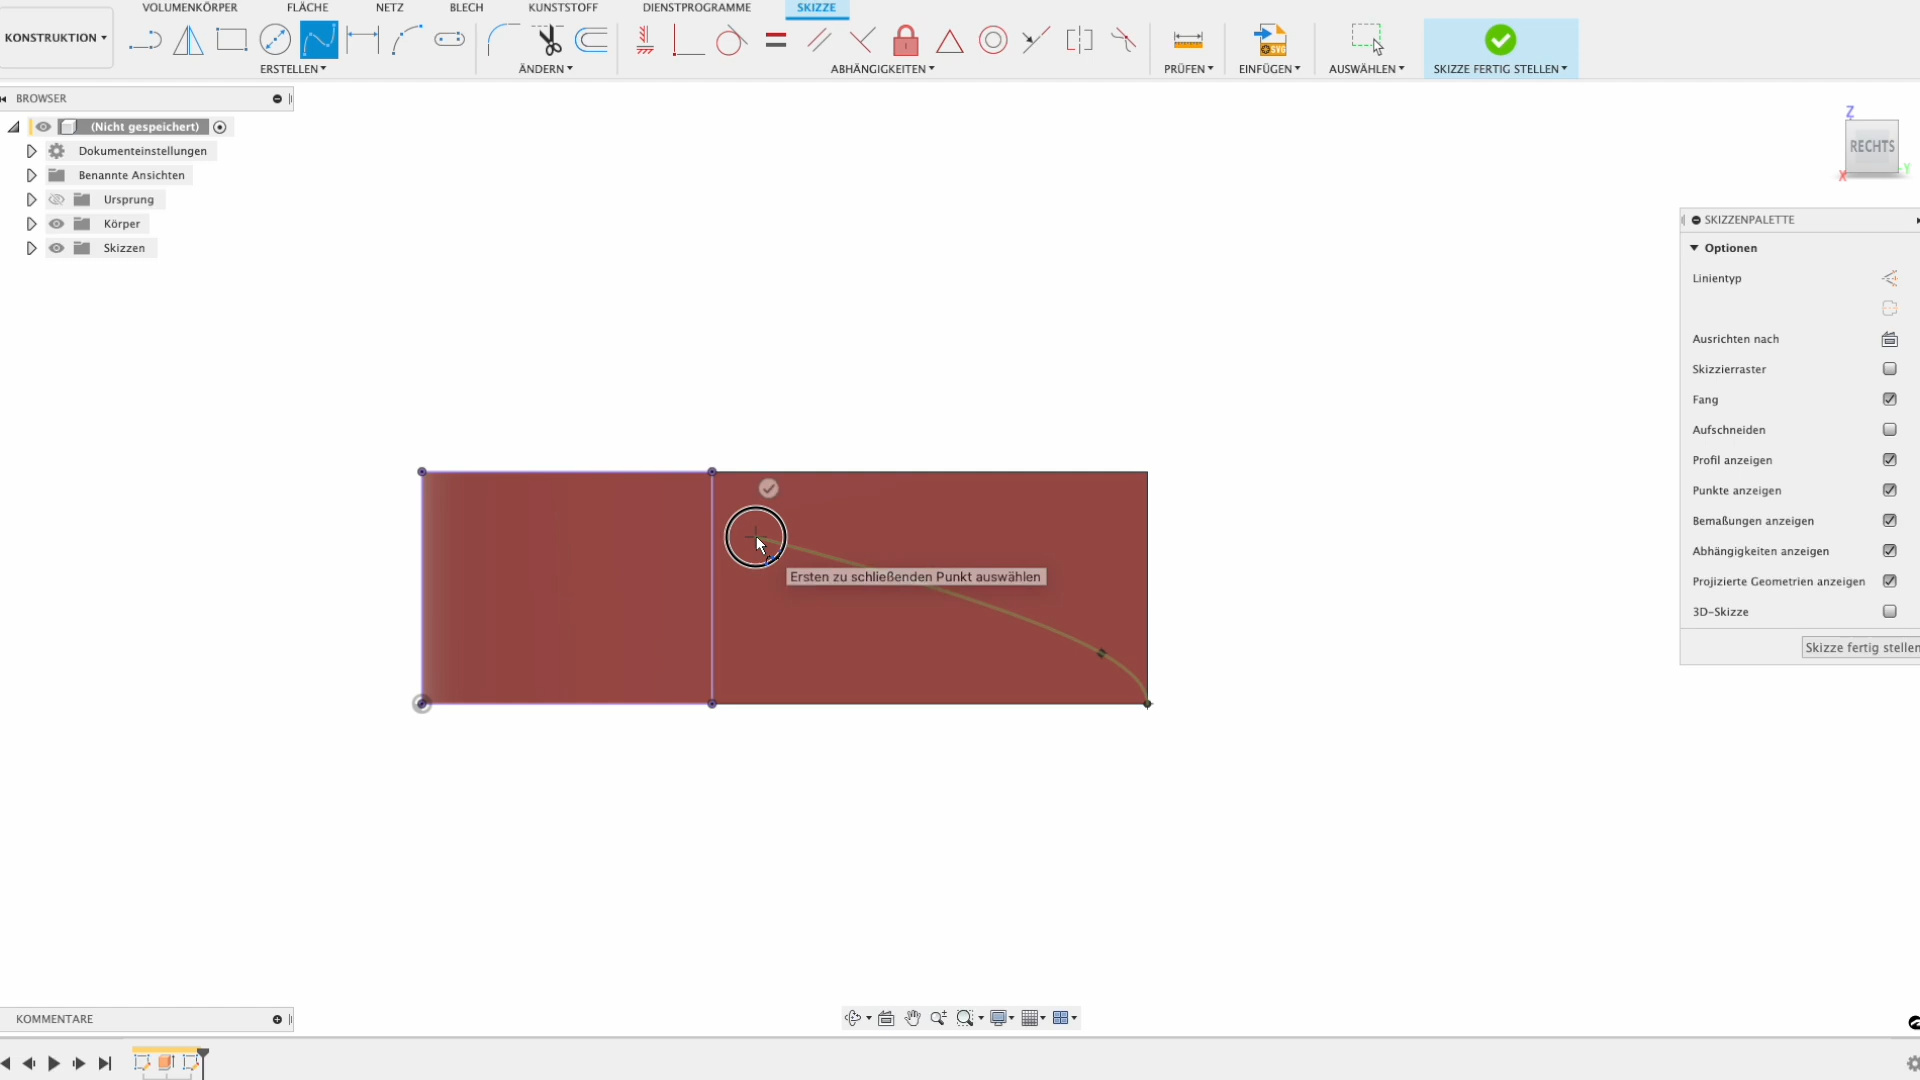 VOLUMENKÖRPER FLÄCHE NETZ BLECH KUNSTSTOFF DIENSTPROGRAMME SKIZZE
KONSTRUKTION
ERSTELLEN ÄNDERN ABHÄNGIGKEITEN PRÜFEN EINFÜGEN AUSWÄHLEN SKIZZE FERTIG STELLEN
SVG
BROWSER
(Nicht gespeichert)
Dokumenteinstellungen
Benannte Ansichten
Ursprung
Körper
Skizzen
Z
RECHTS
X
Y
SKIZZENPALETTE
Optionen
Linientyp
Ausrichten nach
Skizzierraster
Fang
Aufschneiden
Profil anzeigen
Punkte anzeigen
Bemaßungen anzeigen
Abhängigkeiten anzeigen
Projizierte Geometrien anzeigen
3D-Skizze
Skizze fertig stellen
Ersten zu schließenden Punkt auswählen
KOMMENTARE